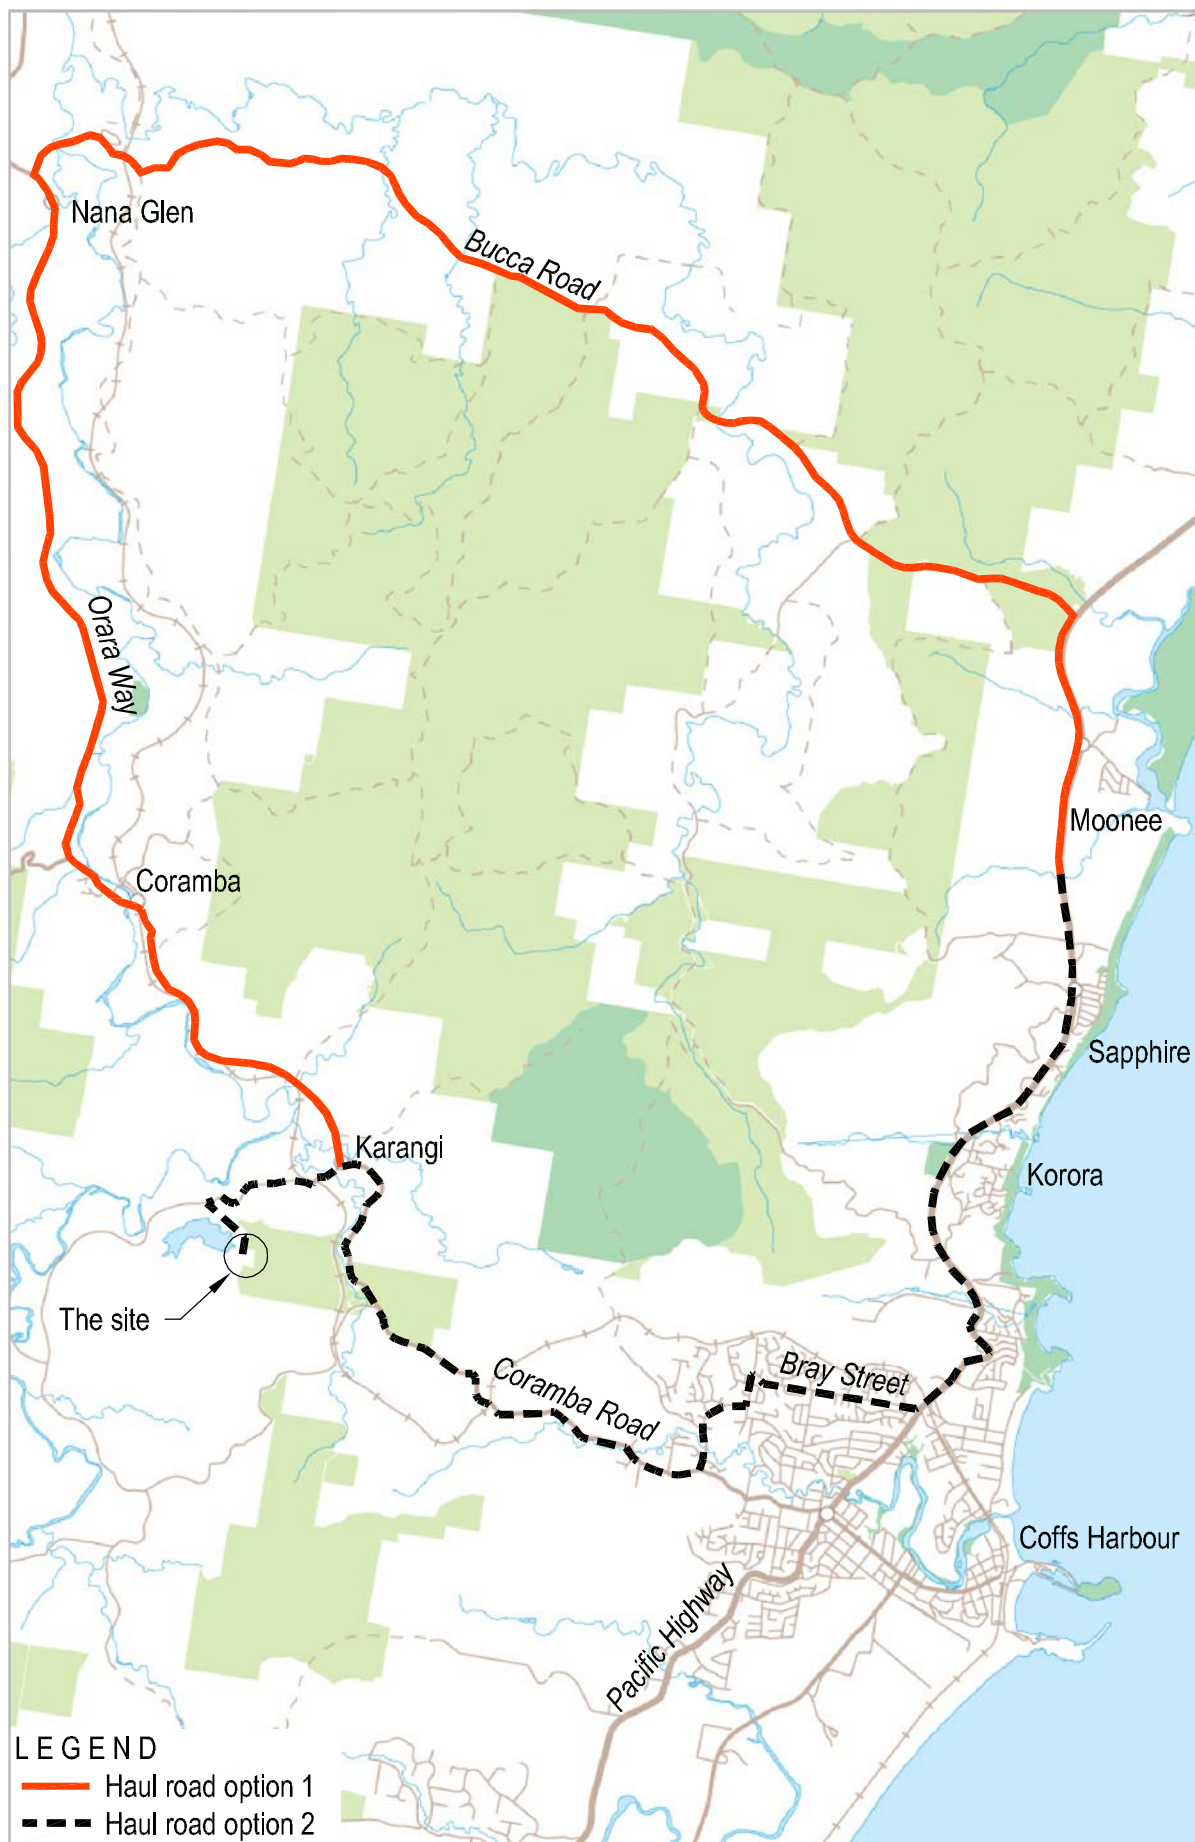 Nana Glen
Bucca Road
Orara Way
Moonee
Coramba
Sapphire
Karangi
Korora
The site
Bray Street
Coramba Road
Coffs Harbour
Pacific Highway
LEGEND
Haul road option 1
Haul road option 2